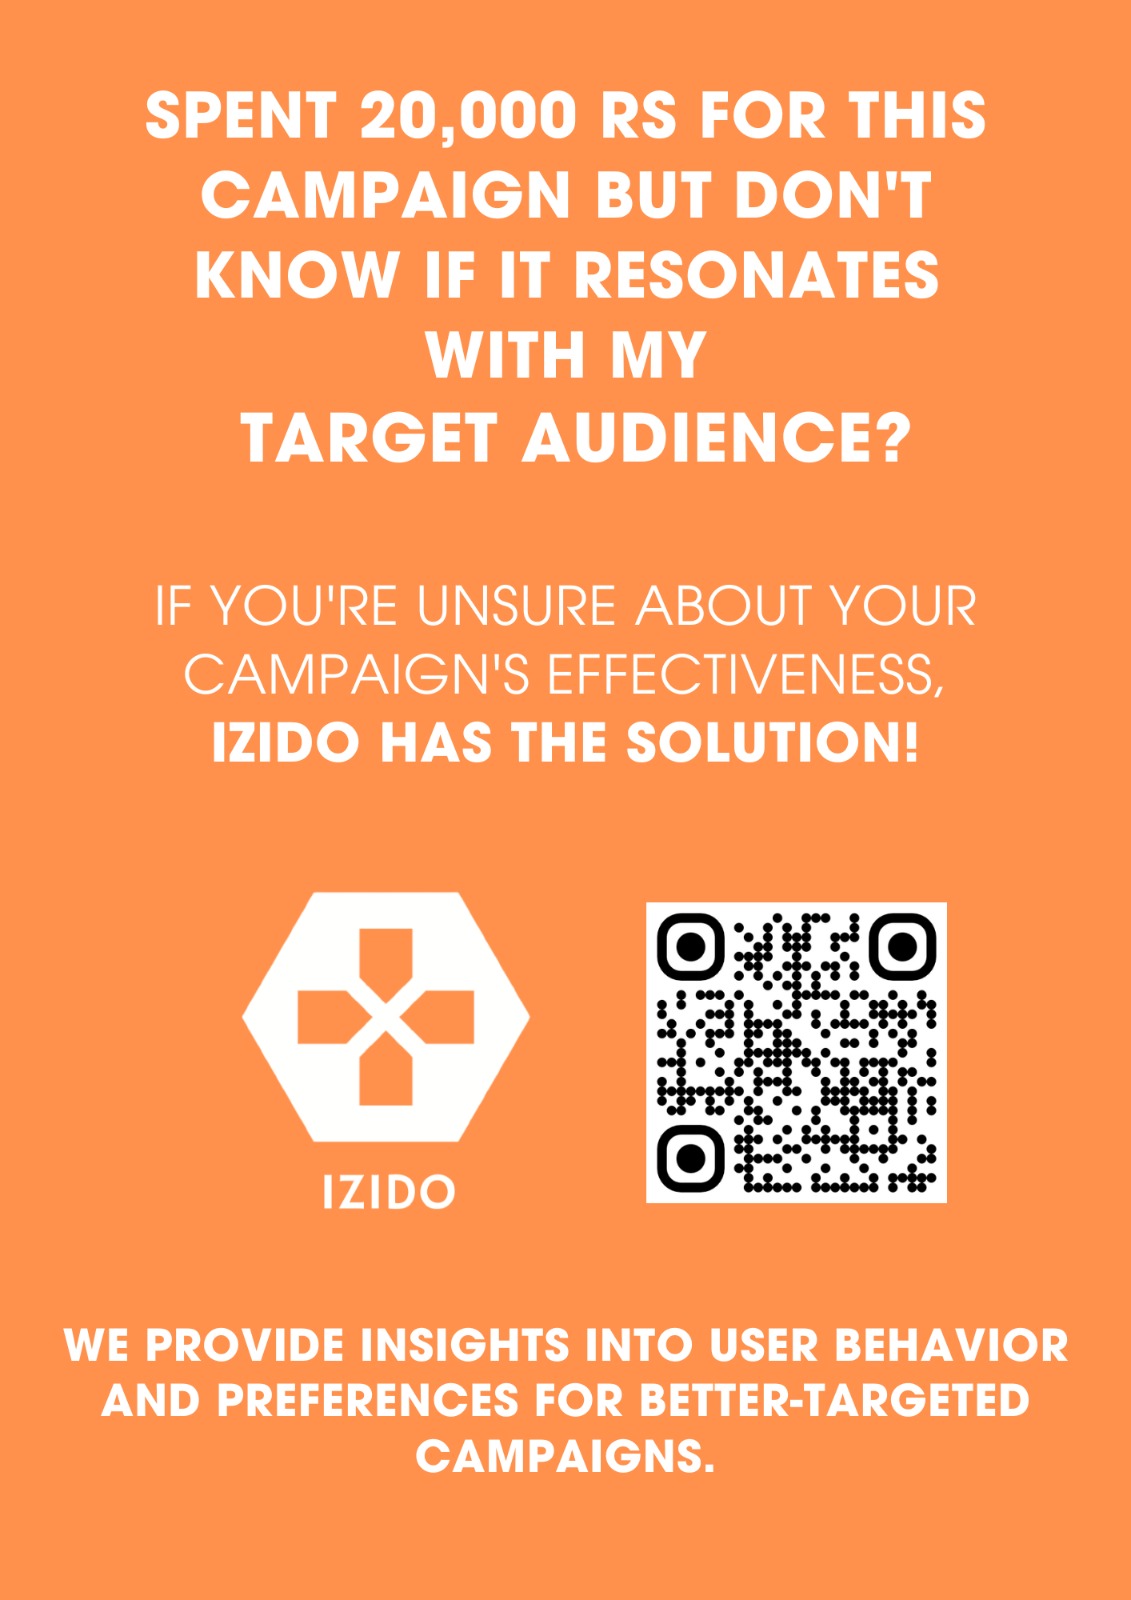 SPENT 20,000 RS FOR THIS
CAMPAIGN BUT DON'T
KNOW IF IT RESONATES
WITH MY
TARGET AUDIENCE?
IF YOU'RE UNSURE ABOUT YOUR
CAMPAIGN'S EFFECTIVENESS,
IZIDO HAS THE SOLUTION!
IZIDO
WE PROVIDE INSIGHTS INTO USER BEHAVIOR
AND PREFERENCES FOR BETTER-TARGETED
CAMPAIGNS.